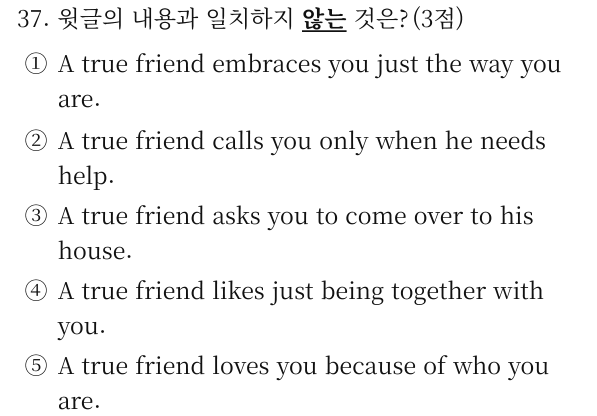 37. 윗글의 내용과 일치하지 않는 것은?(3점)
① A true friend embraces you just the way you
are.
② A true friend calls you only when he needs
help.
③ A true friend asks you to come over to his
house.
④ A true friend likes just being together with
you.
⑤ A true friend loves you because of who you
are.